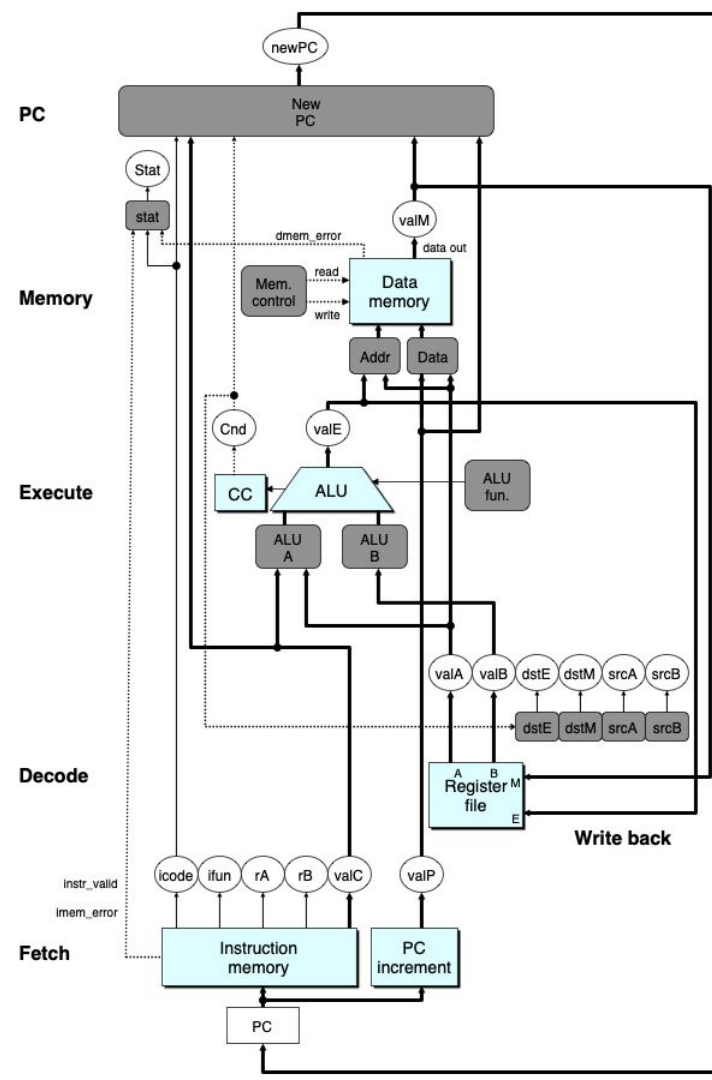 newPC
PC
New
PC
Stat
stat
valM
dmem_error
data out
Memory
Mem.
control
read
write
Data
memory
Addr
Data
Cnd
valE
Execute
CC
ALU
ALU
fun.
ALU
A
ALU
B
valA
valB
dstE
dstM
srcA
srcB
dstE
dstM
srcA
srcB
Decode
A
B
M
Register
file
E
Write back
instr_valid
imem_error
icode
ifun
rA
rB
valC
valP
Fetch
Instruction
memory
PC
increment
PC